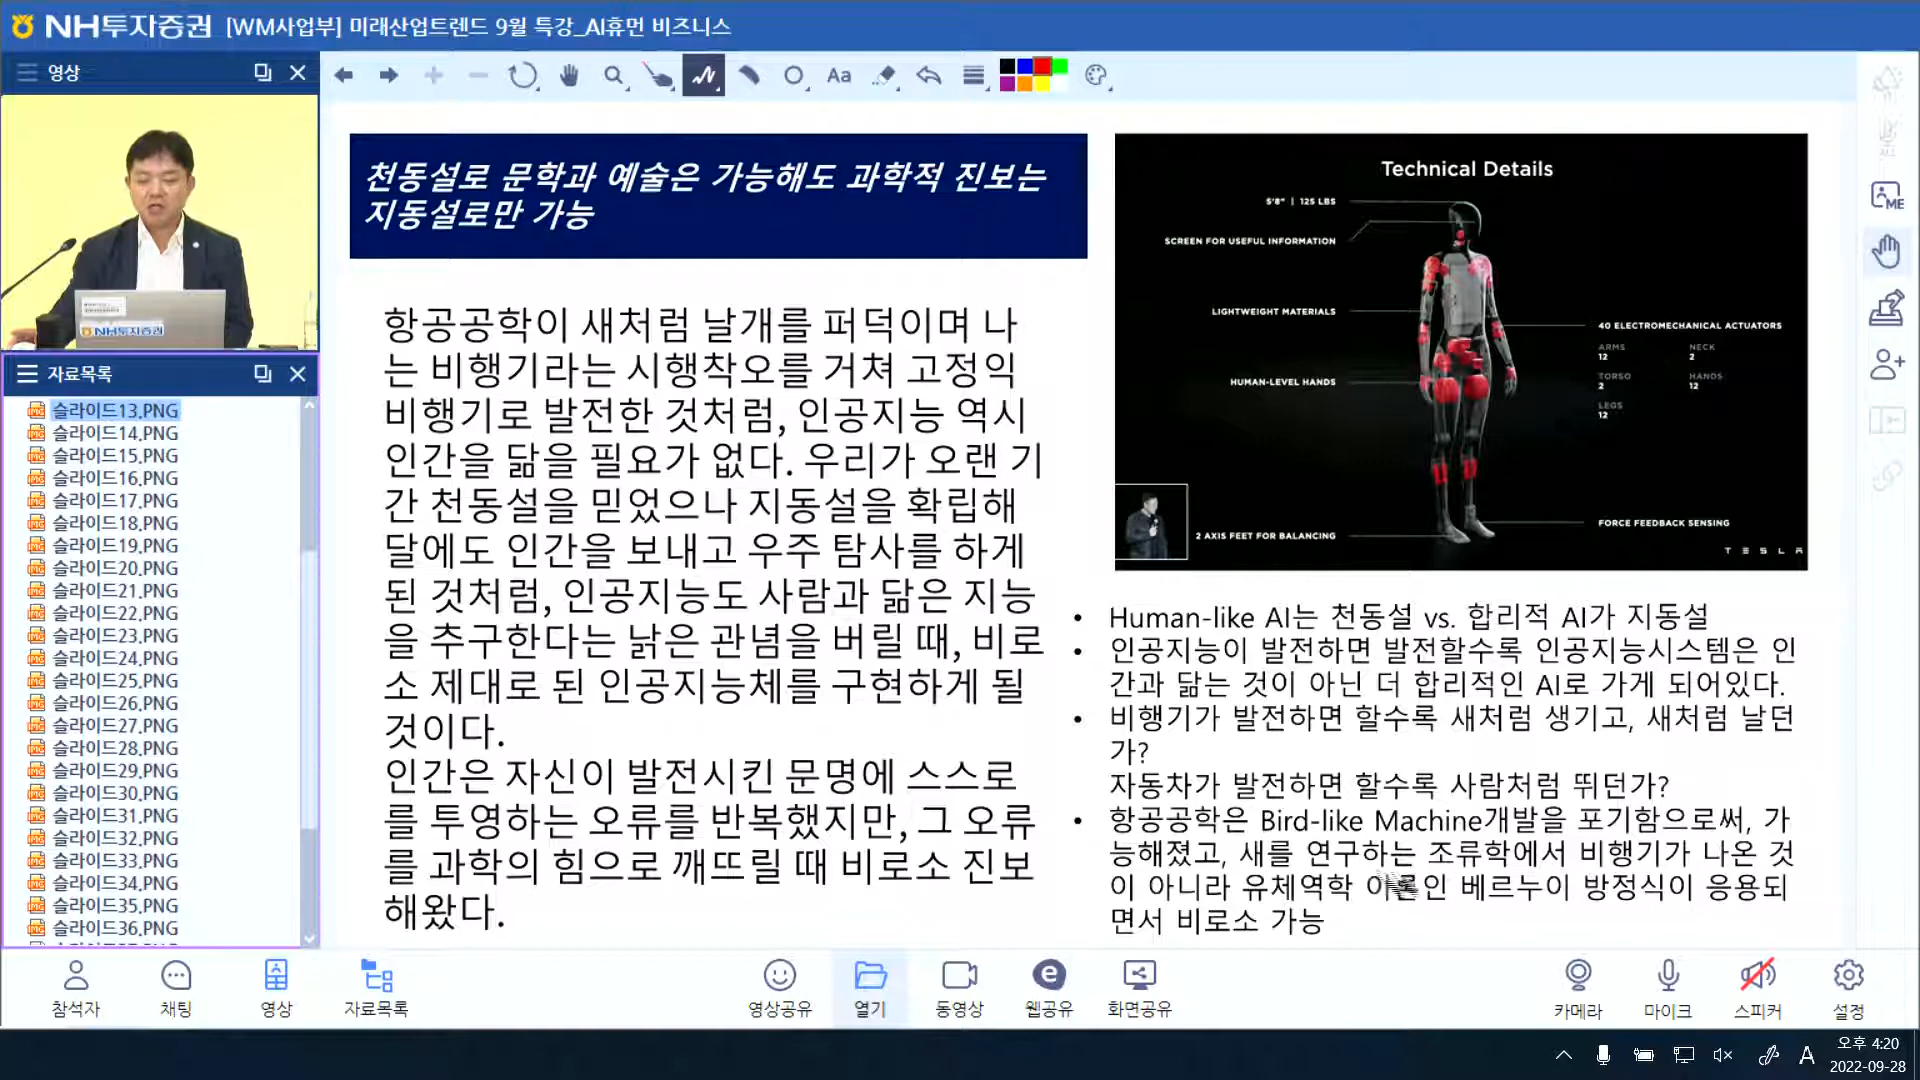 NH투자증권 [WM사업부] 미래산업트렌드 9월 특강_AI휴먼 비즈니스
영상
Aa
ME
NH투자증권
자료목록
슬라이드13.PNG
슬라이드14.PNG
슬라이드15.PNG
슬라이드16.PNG
슬라이드17.PNG
슬라이드18.PNG
슬라이드19.PNG
슬라이드20.PNG
슬라이드21.PNG
슬라이드22.PNG
슬라이드23.PNG
슬라이드24.PNG
슬라이드25.PNG
슬라이드26.PNG
슬라이드27.PNG
슬라이드28.PNG
슬라이드29.PNG
슬라이드30.PNG
슬라이드31.PNG
슬라이드32.PNG
슬라이드33.PNG
슬라이드34.PNG
슬라이드35.PNG
슬라이드36.PNG
천동설로 문학과 예술은 가능해도 과학적 진보는
지동설로만 가능
항공공학이 새처럼 날개를 퍼덕이며 나
는 비행기라는 시행착오를 거쳐 고정익
비행기로 발전한 것처럼, 인공지능 역시
인간을 닮을 필요가 없다. 우리가 오랜 기
간 천동설을 믿었으나 지동설을 확립해
달에도 인간을 보내고 우주 탐사를 하게
된 것처럼, 인공지능도 사람과 닮은 지능
을 추구한다는 낡은 관념을 버릴 때, 비로
소 제대로 된 인공지능체를 구현하게 될
것이다.
인간은 자신이 발전시킨 문명에 스스로
를 투영하는 오류를 반복했지만, 그 오류
를 과학의 힘으로 깨뜨릴 때 비로소 진보
해왔다.
Technical Details
5'8" | 125 LBS
SCREEN FOR USEFUL INFORMATION
LIGHTWEIGHT MATERIALS
HUMAN-LEVEL HANDS
2 AXIS FEET FOR BALANCING
40 ELECTROMECHANICAL ACTUATORS
ARMS NECK
12 2
TORSO HANDS
2 12
LEGS
12
FORCE FEEDBACK SENSING
TESLA
• Human-like AI는 천동설 vs. 합리적 AI가 지동설
• 인공지능이 발전하면 발전할수록 인공지능시스템은 인
간과 닮는 것이 아닌 더 합리적인 AI로 가게 되어있다.
• 비행기가 발전하면 할수록 새처럼 생기고, 새처럼 날던
가?
자동차가 발전하면 할수록 사람처럼 뛰던가?
• 항공공학은 Bird-like Machine개발을 포기함으로써, 가
능해졌고, 새를 연구하는 조류학에서 비행기가 나온 것
이 아니라 유체역학 이론인 베르누이 방정식이 응용되
면서 비로소 가능
참석자 채팅 영상 자료목록 영상공유 열기 동영상 웹공유 화면공유 카메라 마이크 스피커 설정
A 오후 4:20
2022-09-28